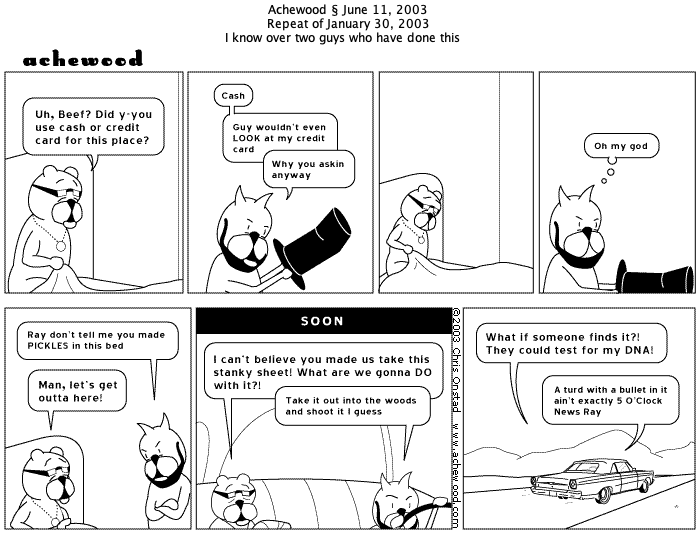 Achewood § June 11, 2003
Repeat of January 30, 2003
I know over two guys who have done this
achewood
Uh, Beef? Did y-you
use cash or credit
card for this place?
Cash
Guy wouldn't even
LOOK at my credit
card
Why you askin
anyway
Oh my god
Ray don't tell me you made
PICKLES in this bed
Man, let's get
outta here!
SOON
I can't believe you made us take this
stanky sheet! What are we gonna DO
with it?!
Take it out into the woods
and shoot it I guess
©2003 Chris Onstad www.achewood.com
What if someone finds it?!
They could test for my DNA!
A turd with a bullet in it
ain't exactly 5 O'Clock
News Ray